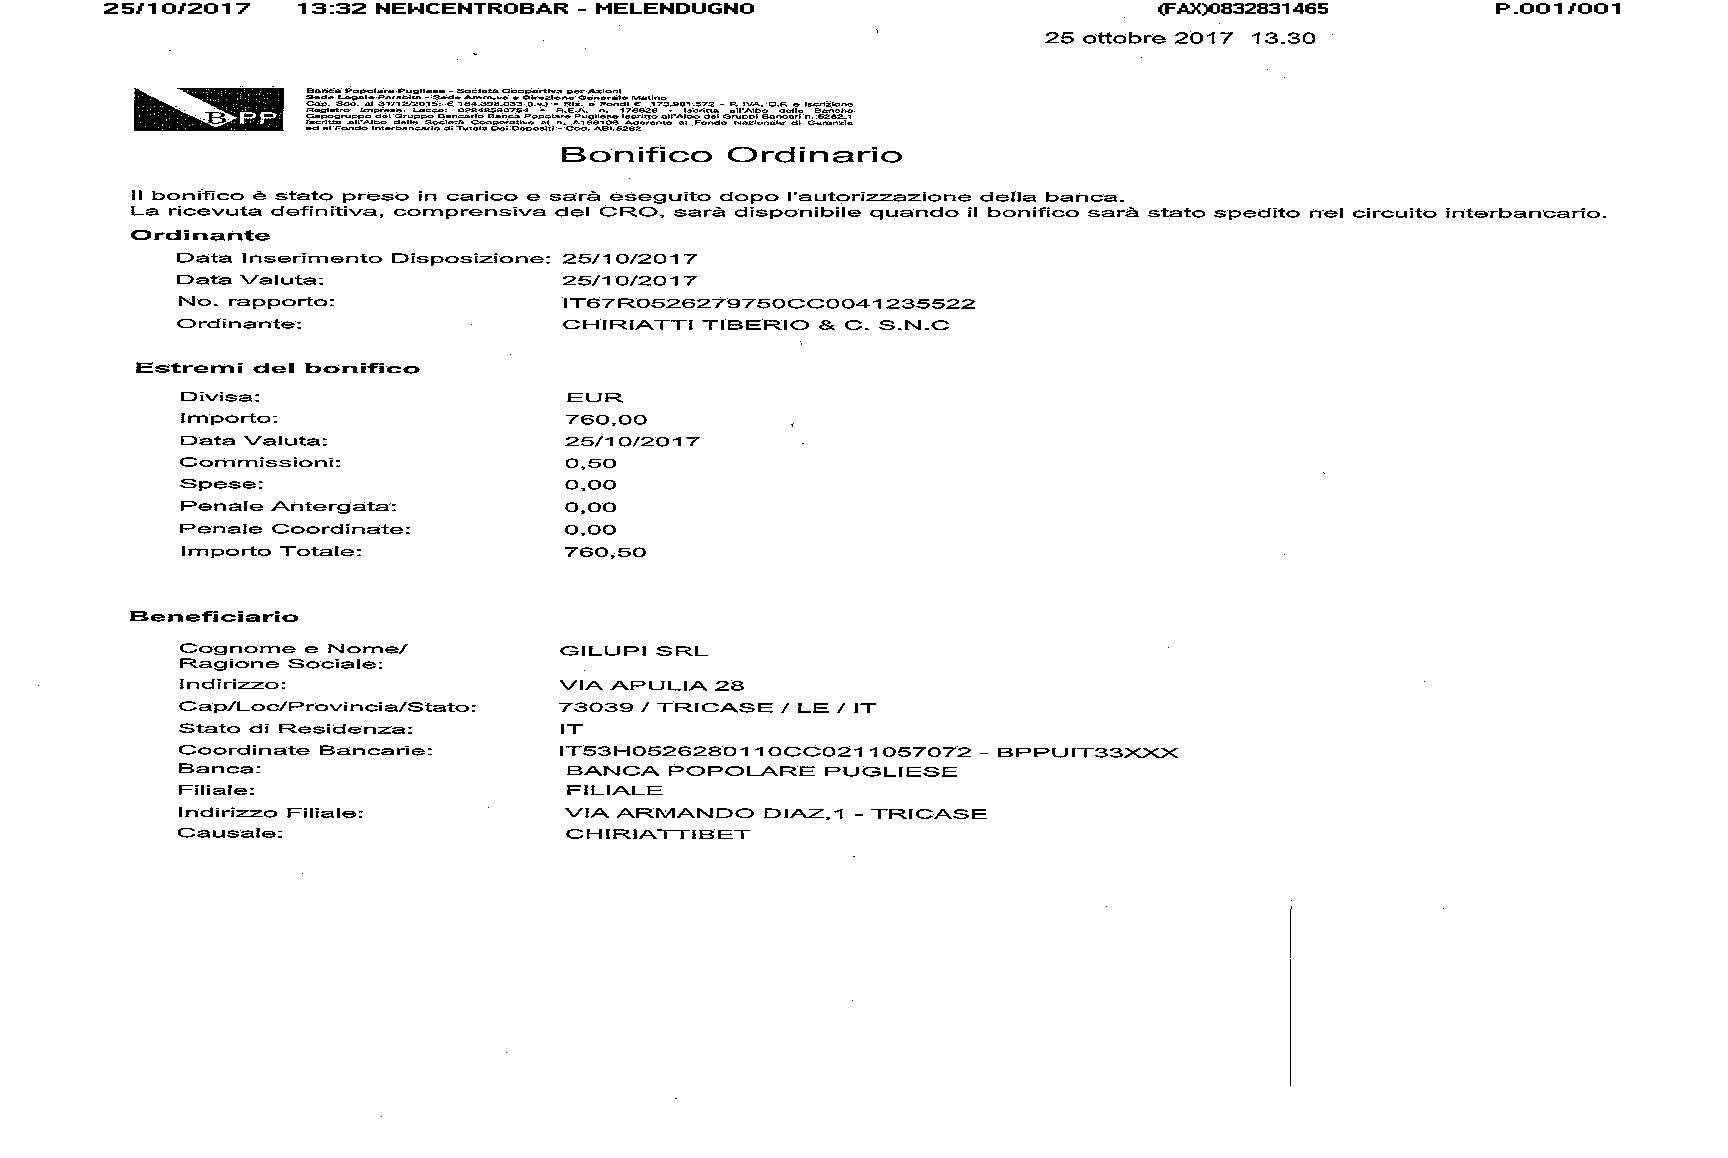 25/10/2017 13:32 NEWCENTROBAR - MELENDUGNO (FAX)0832831465 P.001/001
25 ottobre 2017 13.30
BPP
Banca Popolare Pugliese - Società Cooperativa per Azioni
Sede Legale Parabita - Sede Amm.va e Direzione Generale Matino
Cap. Soc. al 31/12/2015: € i.v.) - Ris. e Fondi € - P. IVA, C.F. e Iscrizione
Registro Imprese Lecce: - R.E.A. n. - Iscritta all'Albo delle Banche
Capogruppo del Gruppo Bancario Banca Popolare Pugliese Iscritto all'Albo dei Gruppi Bancari n. 5262.1
Iscritta all'Albo delle Società Cooperative al n. A166106 Aderente al Fondo Nazionale di Garanzia
ed al Fondo Interbancario di Tutela Dei Depositi - Cod. ABI 5262
Bonifico Ordinario
Il bonifico è stato preso in carico e sarà eseguito dopo l'autorizzazione della banca.
La ricevuta definitiva, comprensiva del CRO, sarà disponibile quando il bonifico sarà stato spedito nel circuito interbancario.
Ordinante
Data Inserimento Disposizione: 25/10/2017
Data Valuta: 25/10/2017
No. rapporto: IT67R0526279750CC0041235522
Ordinante: CHIRIATTI TIBERIO & C. S.N.C
Estremi del bonifico
Divisa: EUR
Importo: 760,00
Data Valuta: 25/10/2017
Commissioni: 0,50
Spese: 0,00
Penale Antergata: 0,00
Penale Coordinate: 0,00
Importo Totale: 760,50
Beneficiario
Cognome e Nome/ GILUPI SRL
Ragione Sociale:
Indirizzo: VIA APULIA 28
Cap/Loc/Provincia/Stato: 73039 / TRICASE / LE / IT
Stato di Residenza: IT
Coordinate Bancarie: IT53H0526280110CC0211057072 - BPPUIT33XXX
Banca: BANCA POPOLARE PUGLIESE
Filiale: FILIALE
Indirizzo Filiale: VIA ARMANDO DIAZ,1 - TRICASE
Causale: CHIRIATTIBET